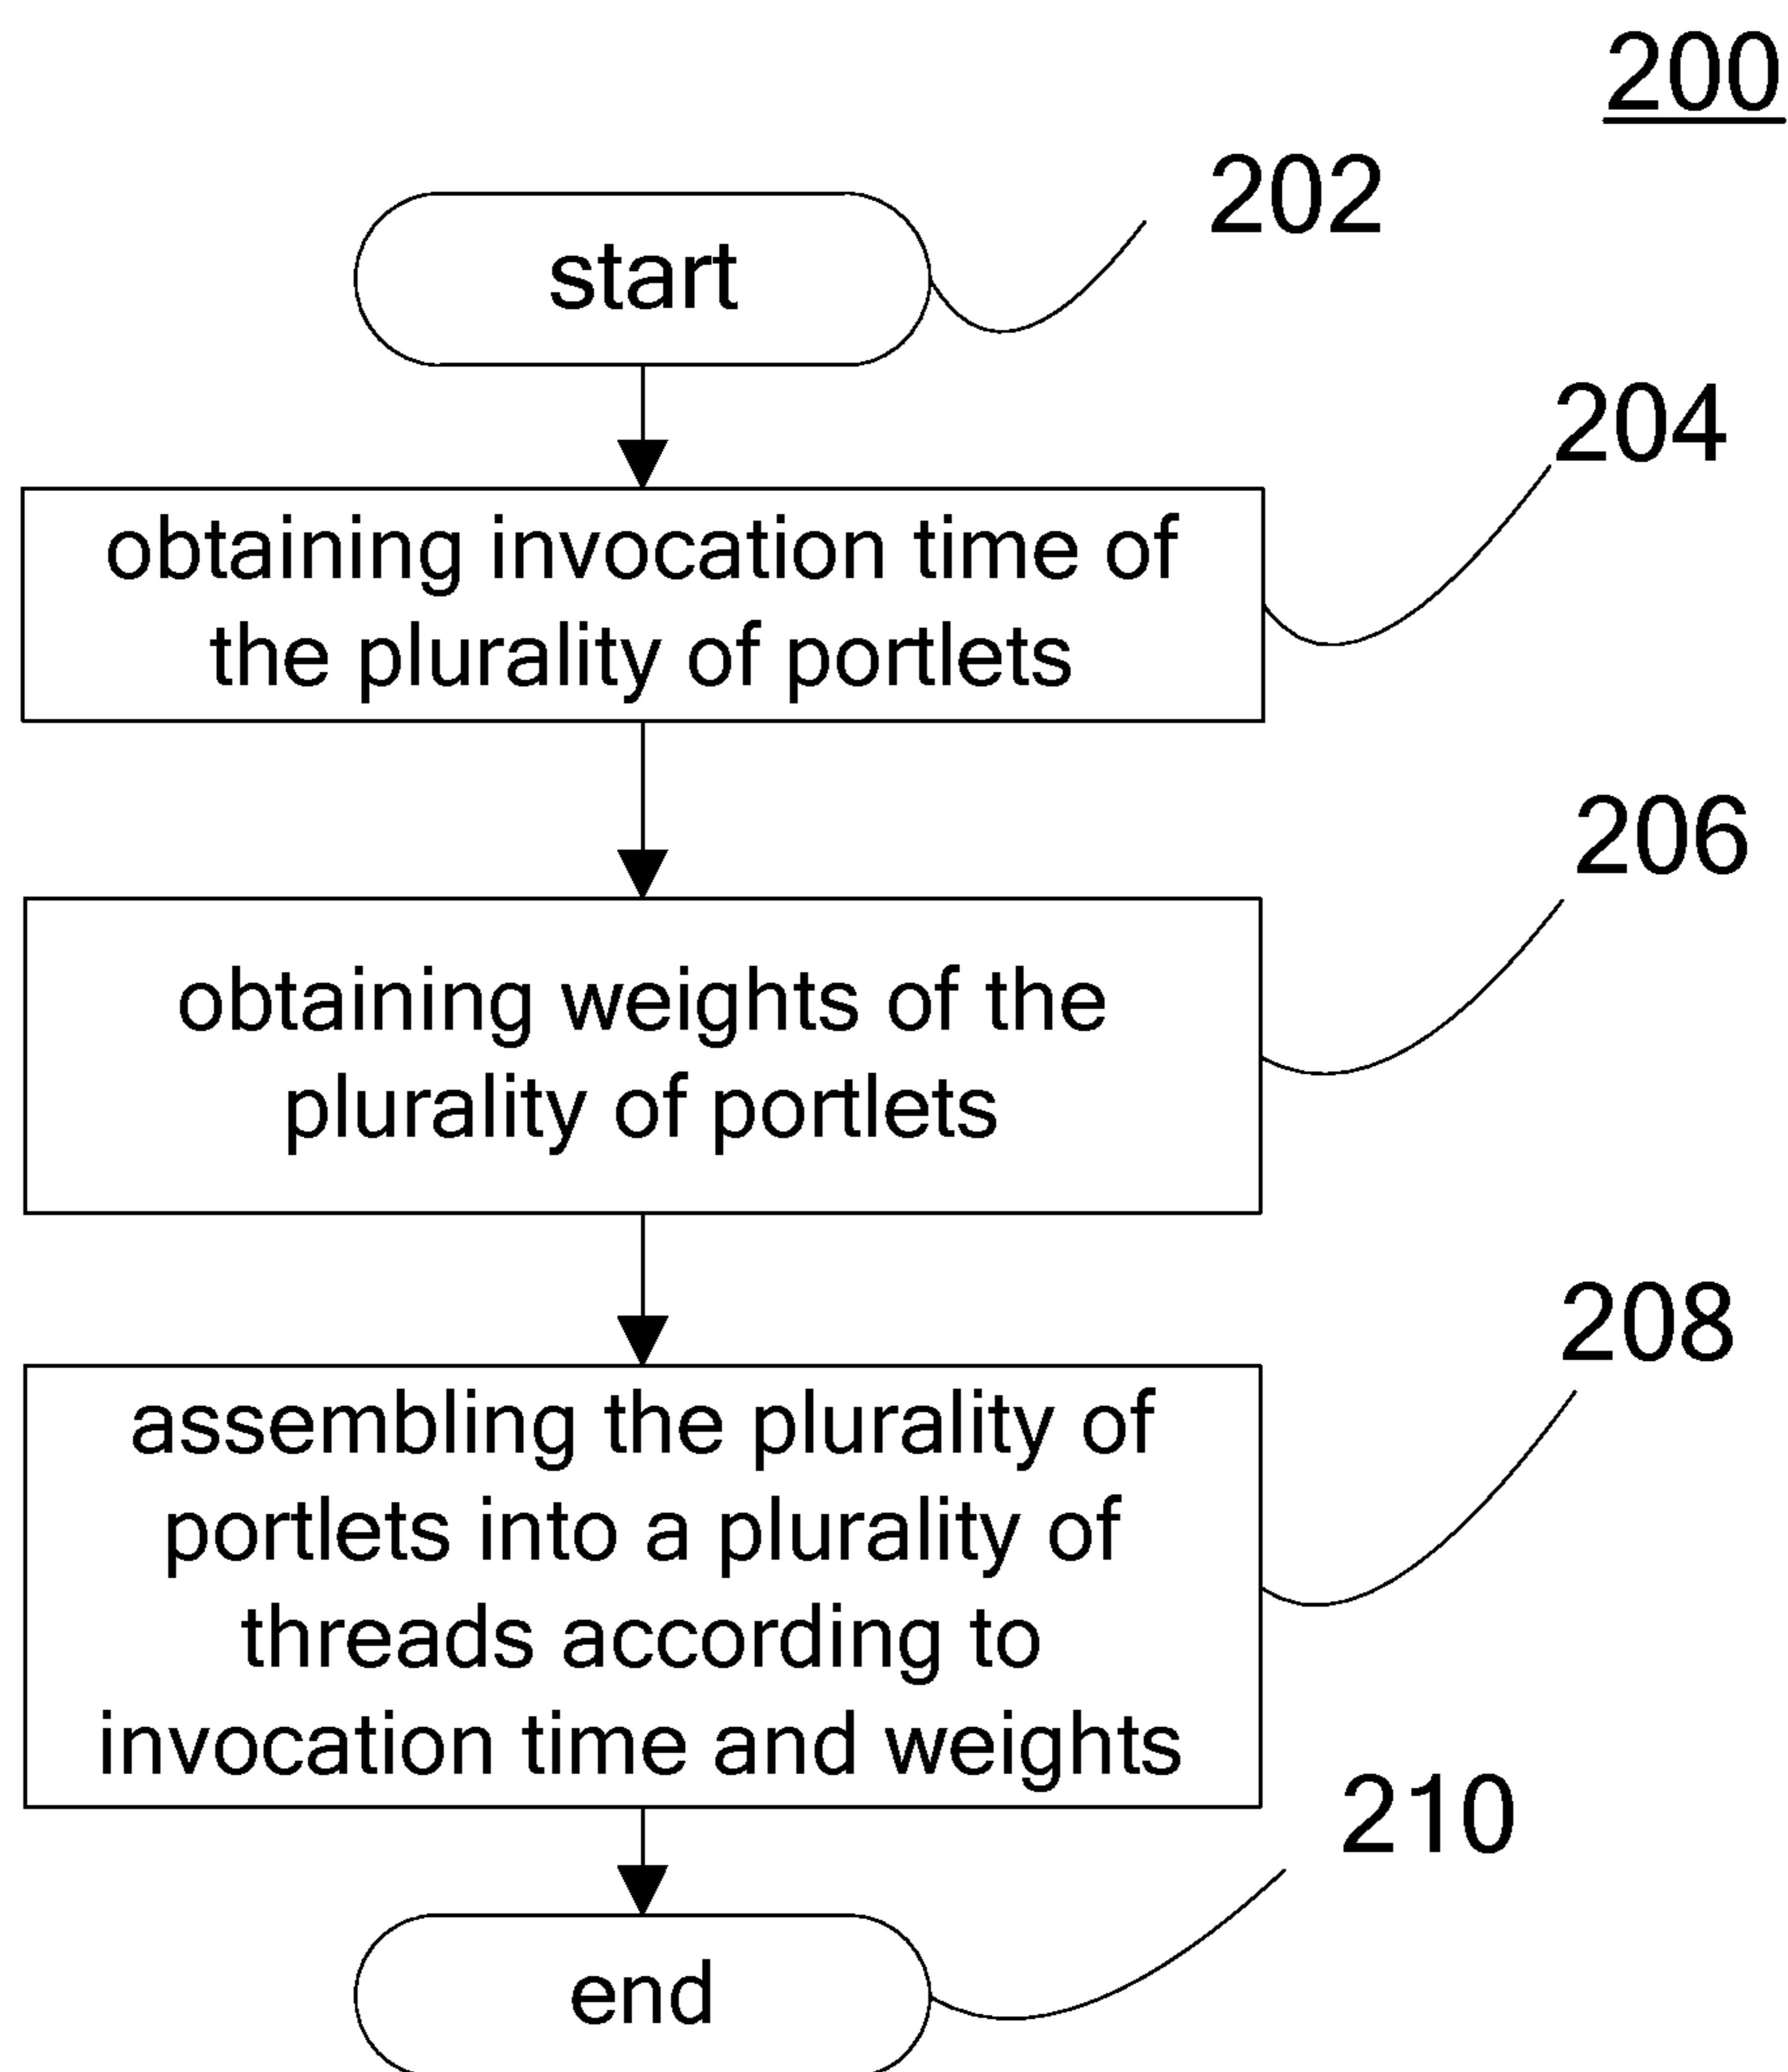 200
202
start
204
obtaining invocation time of
the plurality of portlets
206
obtaining weights of the
plurality of portlets
208
assembling the plurality of
portlets into a plurality of
threads according to
invocation time and weights
210
end